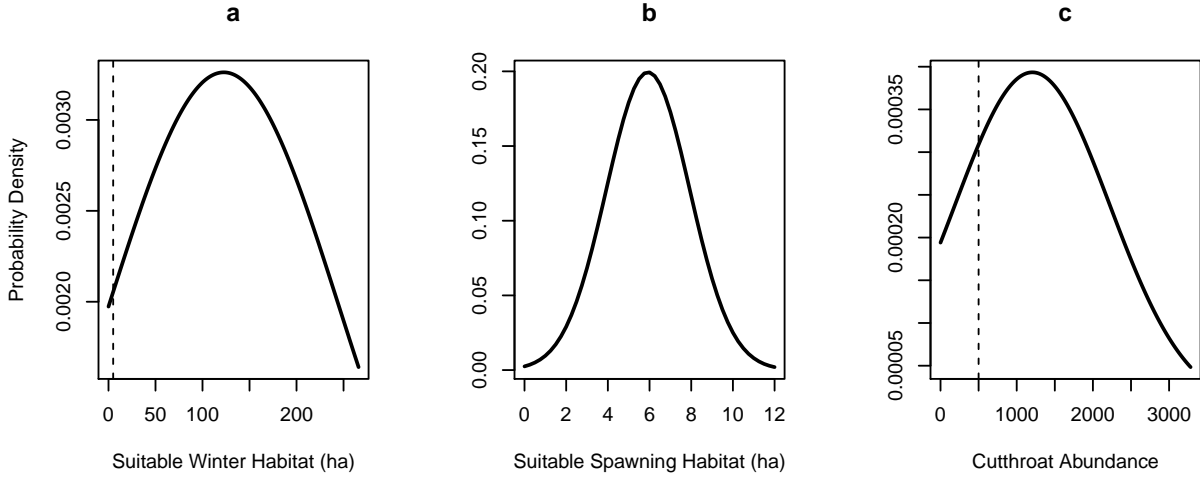 a
b
c
Probability Density
0.0020 0.0025 0.0030
0 50 100 200
Suitable Winter Habitat (ha)
0.00 0.05 0.10 0.15 0.20
0 2 4 6 8 10 12
Suitable Spawning Habitat (ha)
0.00005 0.00020 0.00035
0 1000 2000 3000
Cutthroat Abundance